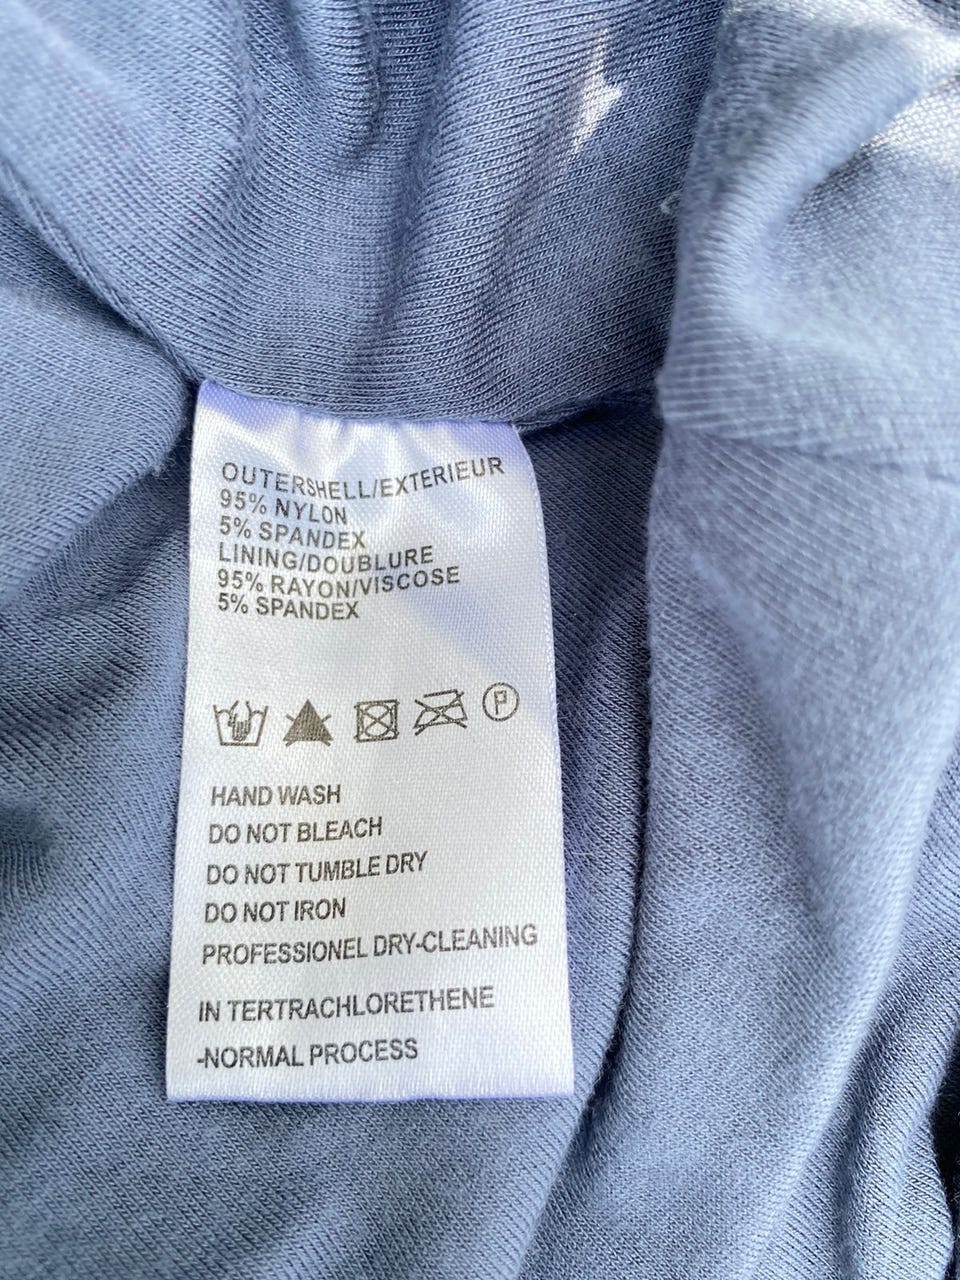 OUTERSHELL/EXTERIEUR
95% NYLON
5% SPANDEX
LINING/DOUBLURE
95% RAYON/VISCOSE
5% SPANDEX
P
HAND WASH
DO NOT BLEACH
DO NOT TUMBLE DRY
DO NOT IRON
PROFESSIONEL DRY-CLEANING
IN TERTRACHLORETHENE
-NORMAL PROCESS